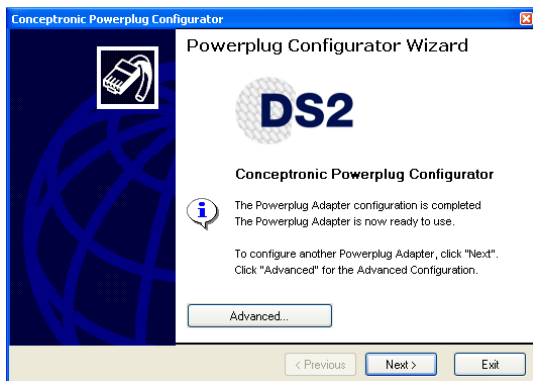 Conceptronic Powerplug Configurator
Powerplug Configurator Wizard
DS2
Conceptronic Powerplug Configurator
The Powerplug Adapter configuration is completed
The Powerplug Adapter is now ready to use.
To configure another Powerplug Adapter, click "Next".
Click "Advanced" for the Advanced Configuration.
Advanced...
< Previous Next > Exit